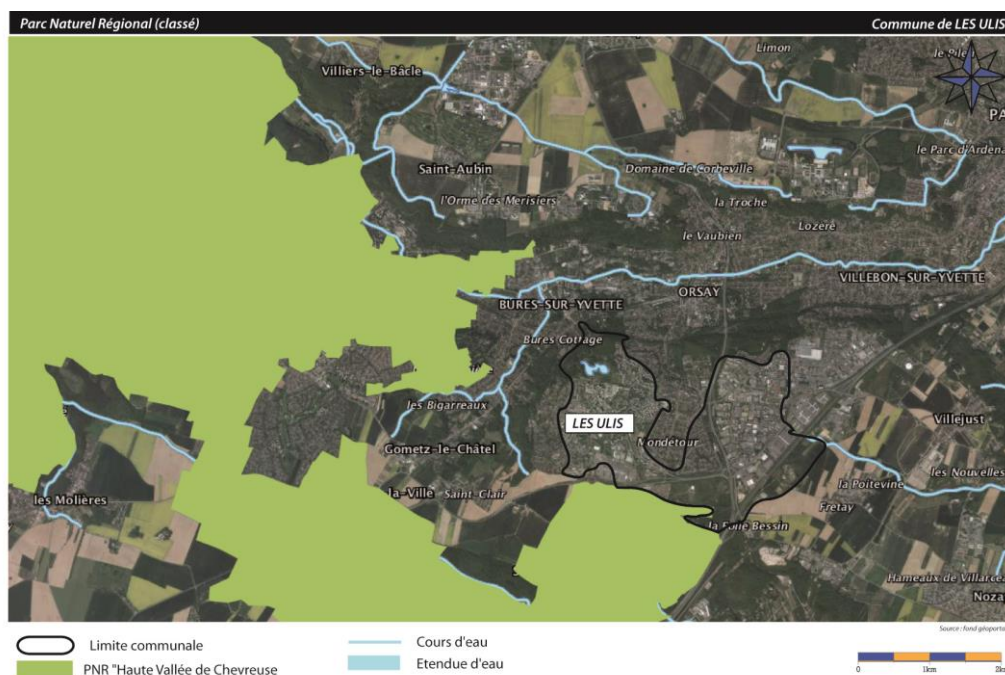 Parc Naturel Régional (classé)
Commune de LES ULIS
Limon
le Pile
Villiers-le-Bâcle
PA
le Parc d'Ardena
Saint-Aubin
Domaine de Corbeville
l'Orme des Merisiers
la Troche
Lozère
le Vaubien
VILLEBON-SUR-YVETTE
ORSAY
BURES-SUR-YVETTE
Bures Cottage
les Bigarreaux
LES ULIS
Villejust
Mondétour
Gometz-le-Châtel
les Nouvelles
la Poitevine
les Molières
la-Ville
Saint-Clair
Fretay
la Folie Bessin
Hameaux de Villarce
Noza
Source : fond géoporta
Limite communale
Cours d'eau
PNR "Haute Vallée de Chevreuse
Etendue d'eau
0 1km 2k